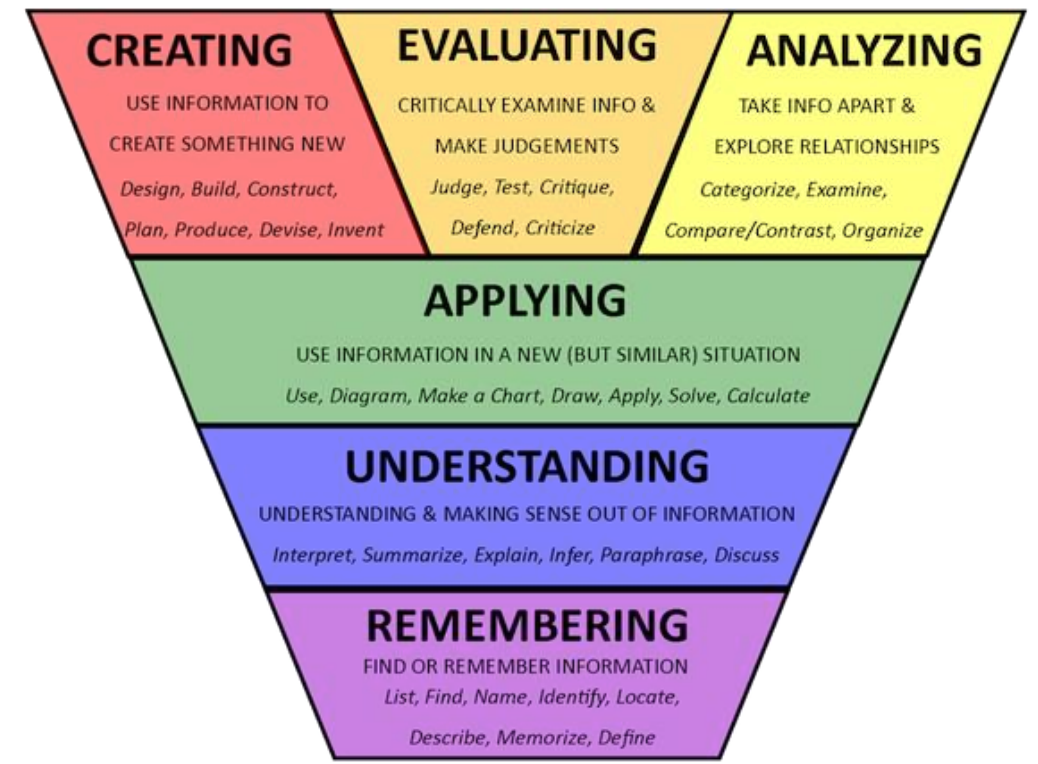 CREATING
USE INFORMATION TO
CREATE SOMETHING NEW
Design, Build, Construct,
Plan, Produce, Devise, Invent
EVALUATING
CRITICALLY EXAMINE INFO &
MAKE JUDGEMENTS
Judge, Test, Critique,
Defend, Criticize
ANALYZING
TAKE INFO APART &
EXPLORE RELATIONSHIPS
Categorize, Examine,
Compare/Contrast, Organize
APPLYING
USE INFORMATION IN A NEW (BUT SIMILAR) SITUATION
Use, Diagram, Make a Chart, Draw, Apply, Solve, Calculate
UNDERSTANDING
UNDERSTANDING & MAKING SENSE OUT OF INFORMATION
Interpret, Summarize, Explain, Infer, Paraphrase, Discuss
REMEMBERING
FIND OR REMEMBER INFORMATION
List, Find, Name, Identify, Locate,
Describe, Memorize, Define